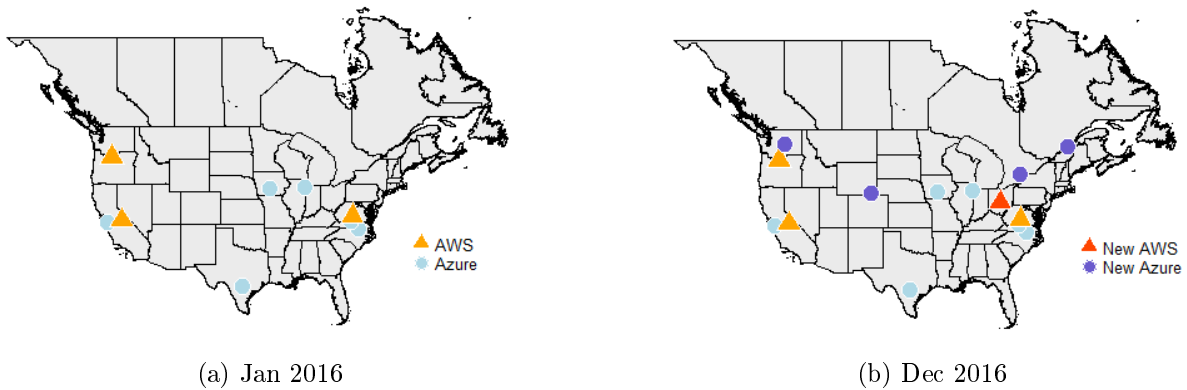 AWS
Azure
New AWS
New Azure
(a) Jan 2016
(b) Dec 2016